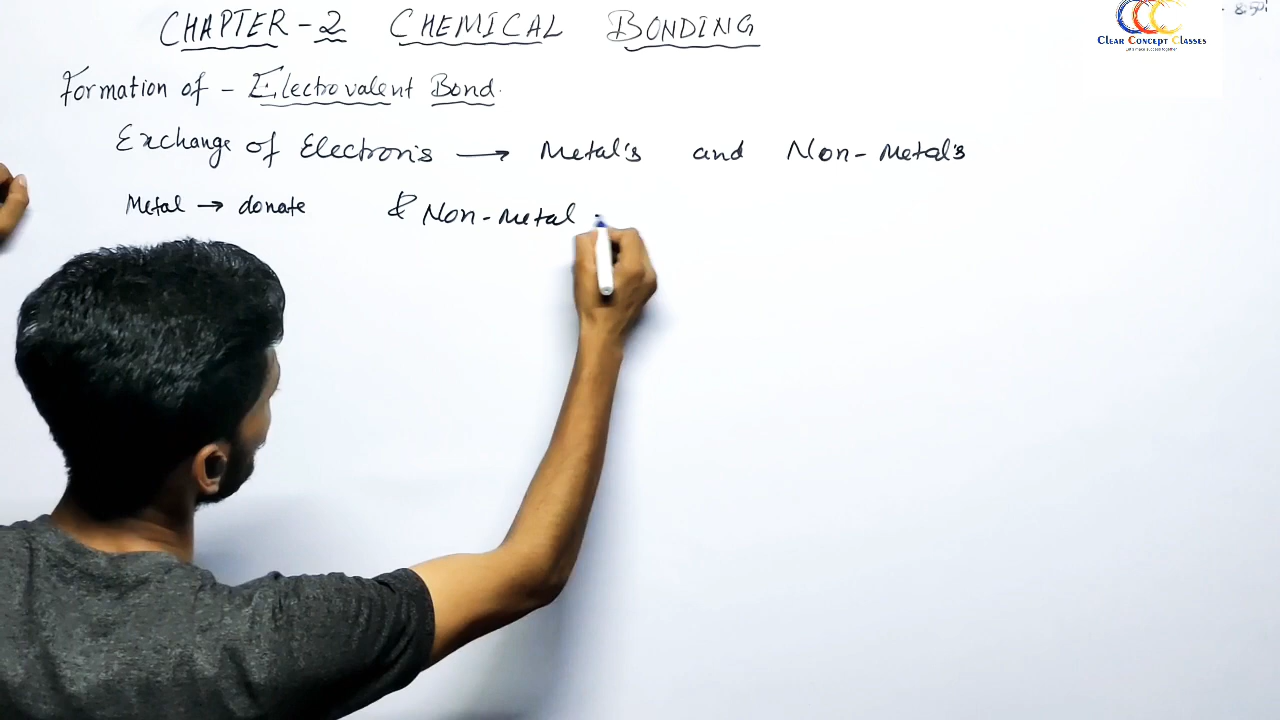 CHAPTER-2 CHEMICAL BONDING
CLEAR CONCEPT CLASSES
Formation of - Electrovalent Bond.
Exchange of Electron's → Metal's and Non-Metal's
Metal → donate & Non-Metal -